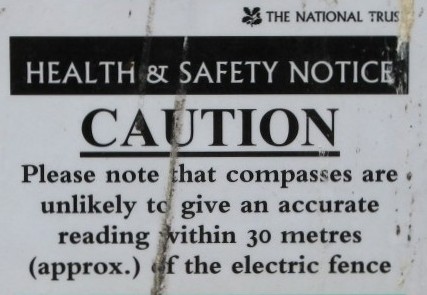 THE NATIONAL TRUS
HEALTH & SAFETY NOTICE
CAUTION
Please note that compasses are
unlikely to give an accurate
reading within 30 metres
(approx.) of the electric fence